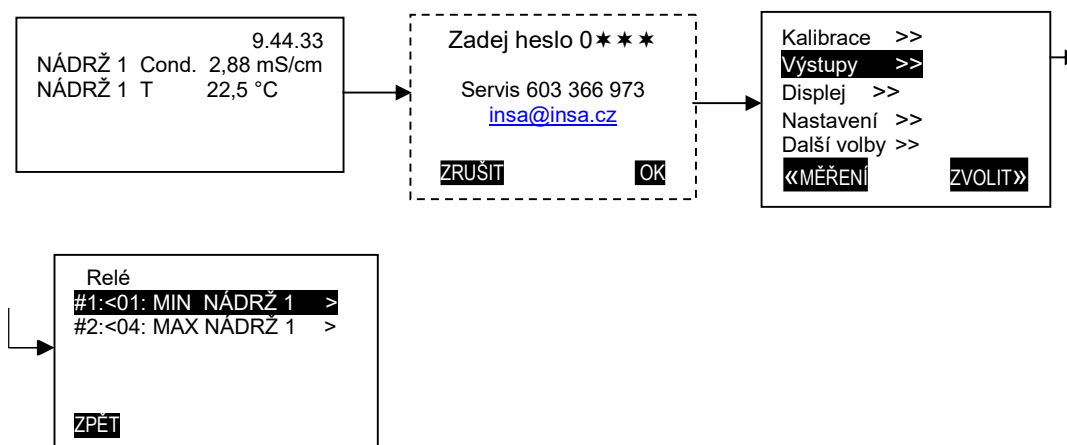 9.44.33
NÁDRŽ 1 Cond. 2,88 mS/cm
NÁDRŽ 1 T 22,5 °C
Zadej heslo 0✶✶✶
Servis 603 366 973
insa@insa.cz
ZRUŠIT OK
Kalibrace >>
Výstupy >>
Displej >>
Nastavení >>
Další volby >>
«MĚŘENÍ ZVOLIT»
Relé
#1:<01: MIN NÁDRŽ 1 >
#2:<04: MAX NÁDRŽ 1 >
ZPĚT